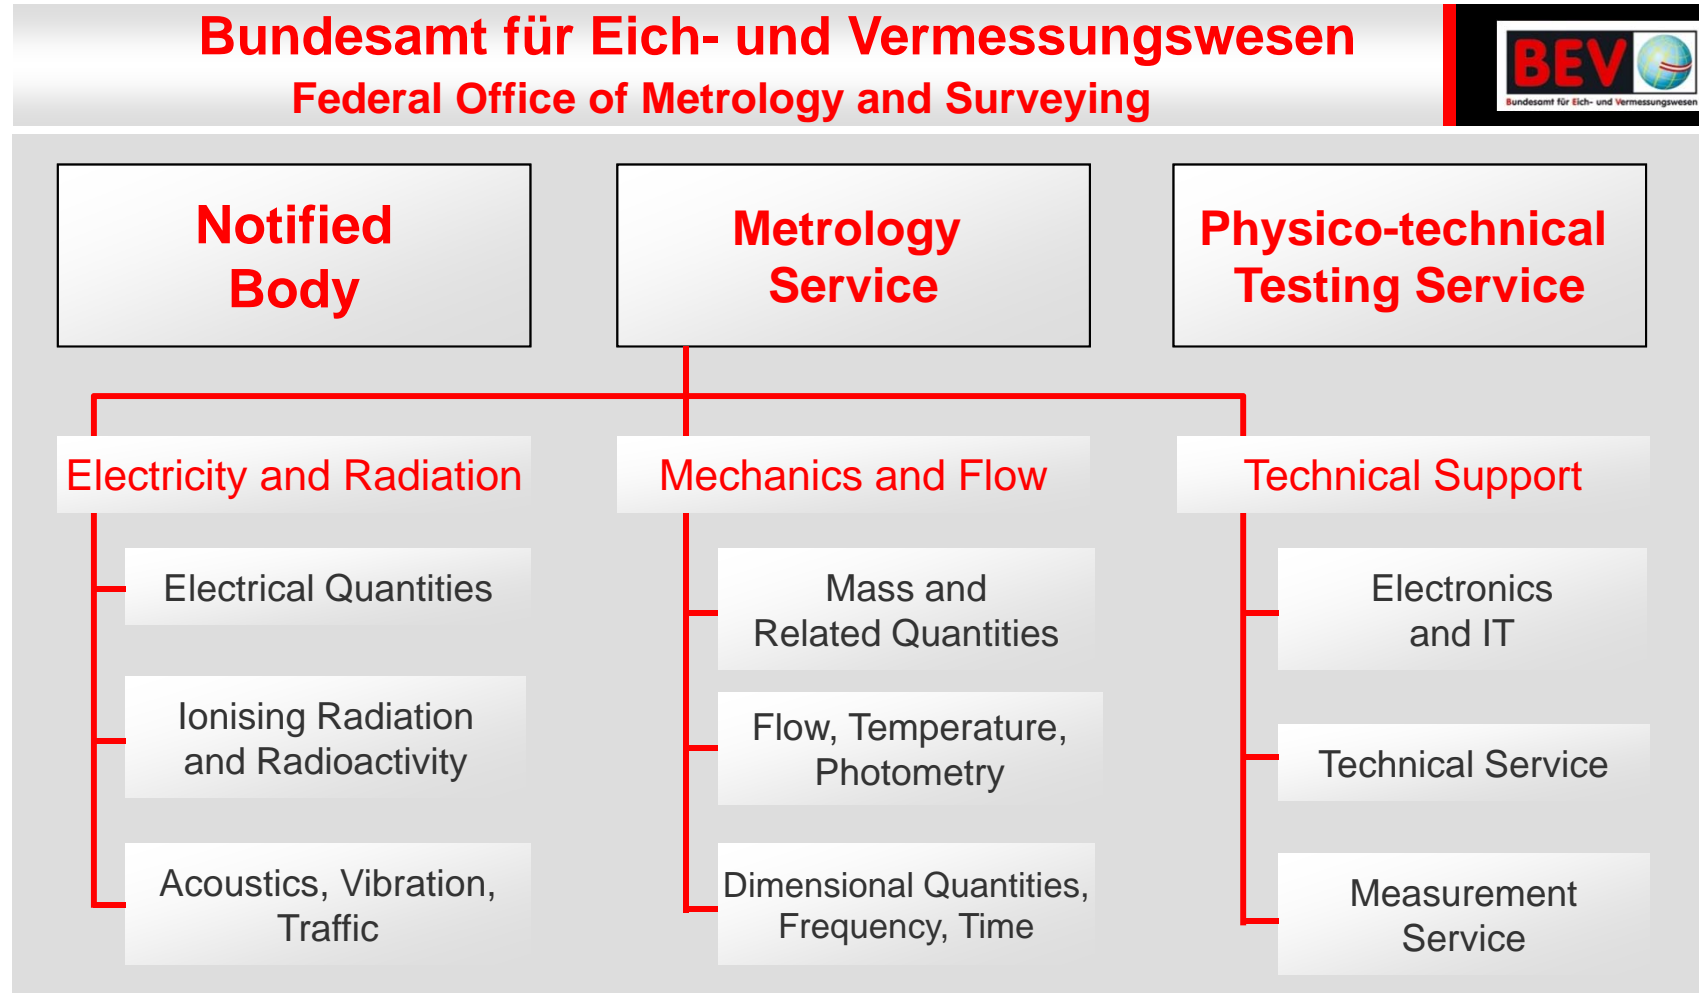 Bundesamt für Eich- und Vermessungswesen
Federal Office of Metrology and Surveying
BEV
Bundesamt für Eich- und Vermessungswesen
Notified
Body
Metrology
Service
Physico-technical
Testing Service
Electricity and Radiation
Mechanics and Flow
Technical Support
Electrical Quantities
Ionising Radiation
and Radioactivity
Acoustics, Vibration,
Traffic
Mass and
Related Quantities
Flow, Temperature,
Photometry
Dimensional Quantities,
Frequency, Time
Electronics
and IT
Technical Service
Measurement
Service